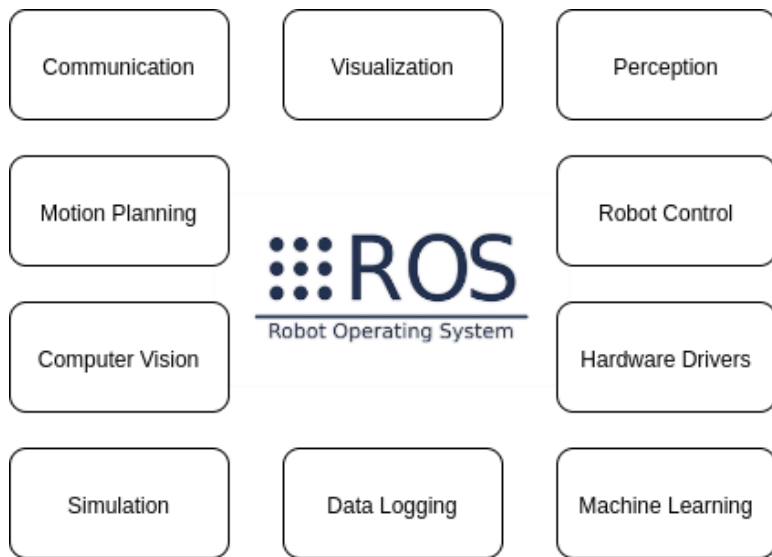 Communication
Visualization
Perception
Motion Planning
Robot Control
ROS
Robot Operating System
Computer Vision
Hardware Drivers
Simulation
Data Logging
Machine Learning